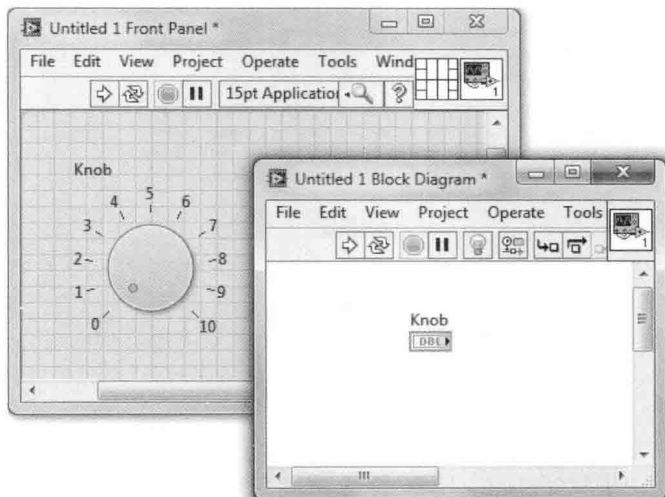 Untitled 1 Front Panel *
File Edit View Project Operate Tools Wind
15pt Application
?
1
Knob
0
1
2
3
4
5
6
7
8
9
10
Untitled 1 Block Diagram *
File Edit View Project Operate Tools
1
Knob
DBL